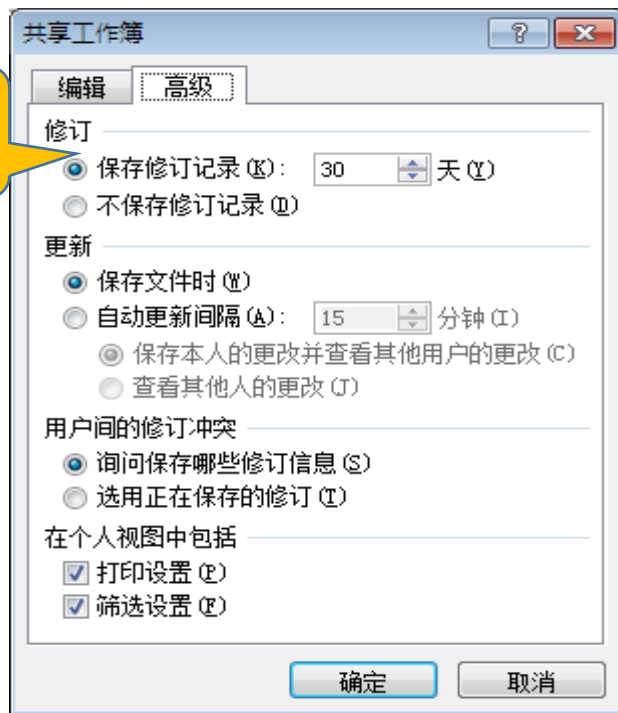 共享工作簿
编辑 高级
修订
保存修订记录(K): 30 天(Y)
不保存修订记录(D)
更新
保存文件时(W)
自动更新间隔(A): 15 分钟(I)
保存本人的更改并查看其他用户的更改(C)
查看其他人的更改(J)
用户间的修订冲突
询问保存哪些修订信息(S)
选用正在保存的修订(T)
在个人视图中包括
打印设置(P)
筛选设置(F)
确定 取消